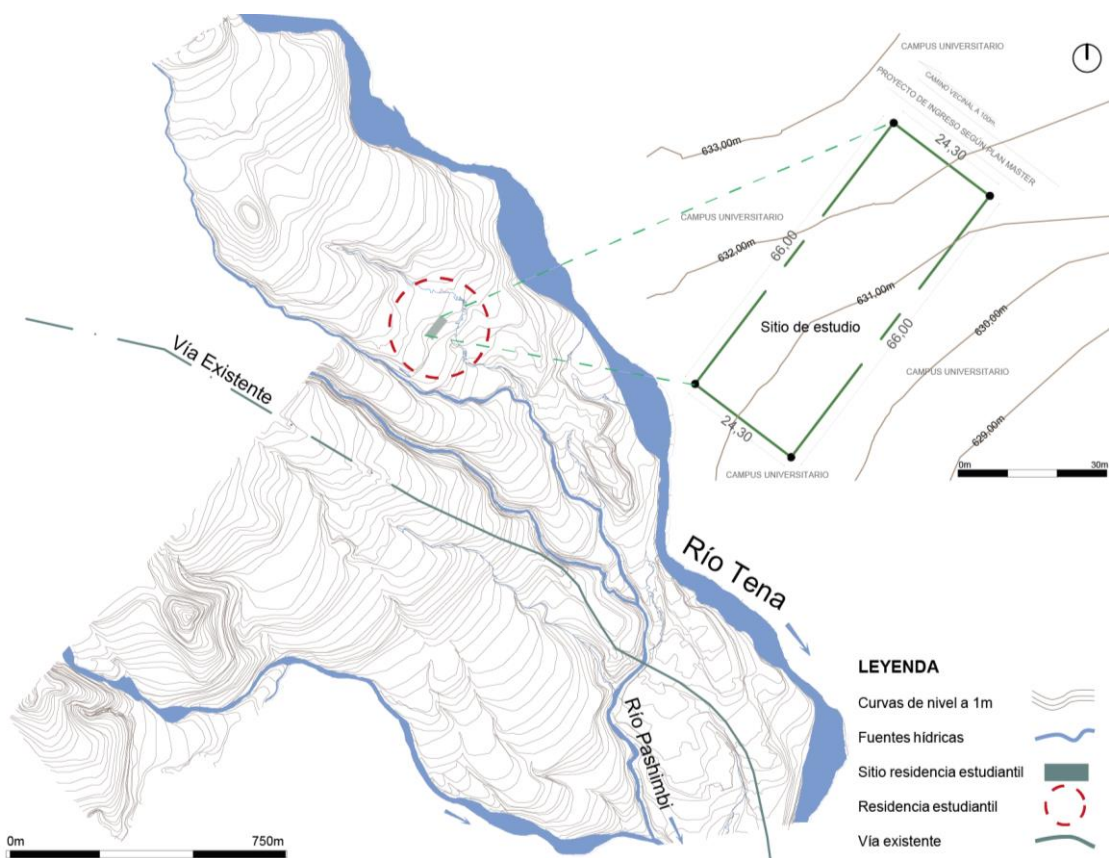 CAMPUS UNIVERSITARIO
CAMINO VECINAL A 100m
PROYECTO DE INGRESO SEGÚN PLAN MASTER
24,30
633,00m
CAMPUS UNIVERSITARIO
632,00m
66,00
631,00m
Sitio de estudio
66,00
630,00m
CAMPUS UNIVERSITARIO
24,30
629,00m
CAMPUS UNIVERSITARIO
0m 30m
Vía Existente
Río Tena
Río Pashimbi
0m 750m
LEYENDA
Curvas de nivel a 1m
Fuentes hídricas
Sitio residencia estudiantil
Residencia estudiantil
Vía existente